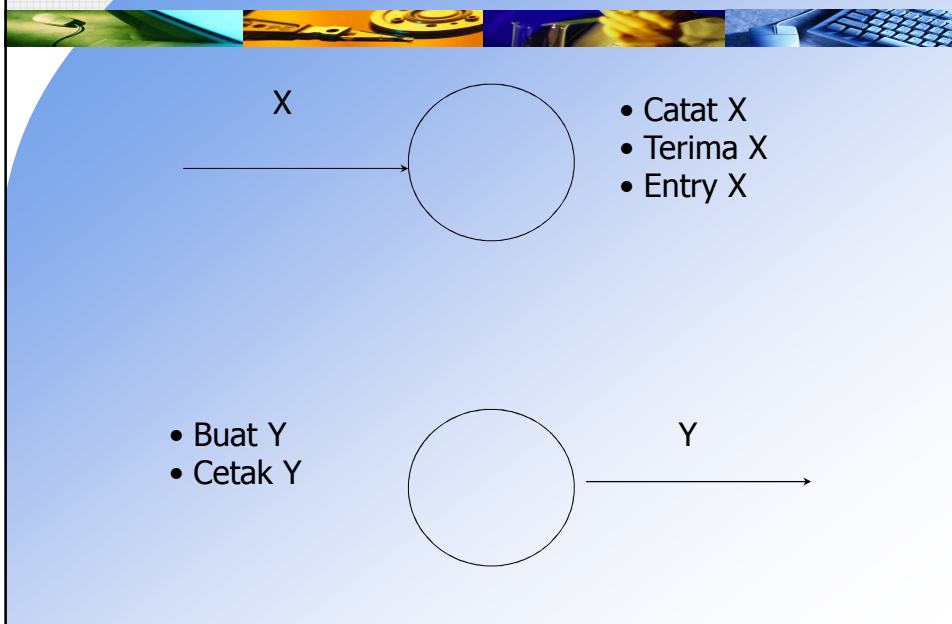 X
• Catat X
• Terima X
• Entry X
• Buat Y
• Cetak Y
Y